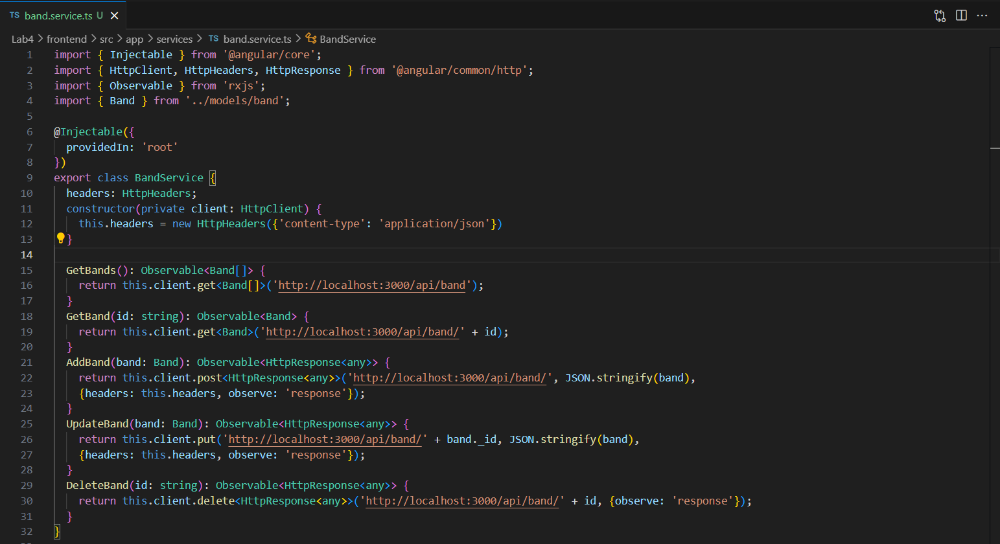 TS band.service.ts U
Lab4 > frontend > src > app > services > TS band.service.ts > BandService
1 import { Injectable } from '@angular/core';
2 import { HttpClient, HttpHeaders, HttpResponse } from '@angular/common/http';
3 import { Observable } from 'rxjs';
4 import { Band } from '../models/band';
5
6 @Injectable({
7   providedIn: 'root'
8 })
9 export class BandService {
10   headers: HttpHeaders;
11   constructor(private client: HttpClient) {
12     this.headers = new HttpHeaders({'content-type': 'application/json'})
13   }
14
15   GetBands(): Observable<Band[]> {
16     return this.client.get<Band[]>('http://localhost:3000/api/band');
17   }
18   GetBand(id: string): Observable<Band> {
19     return this.client.get<Band>('http://localhost:3000/api/band/' + id);
20   }
21   AddBand(band: Band): Observable<HttpResponse<any>> {
22     return this.client.post<HttpResponse<any>>('http://localhost:3000/api/band/', JSON.stringify(band),
23     {headers: this.headers, observe: 'response'});
24   }
25   UpdateBand(band: Band): Observable<HttpResponse<any>> {
26     return this.client.put('http://localhost:3000/api/band/' + band._id, JSON.stringify(band),
27     {headers: this.headers, observe: 'response'});
28   }
29   DeleteBand(id: string): Observable<HttpResponse<any>> {
30     return this.client.delete<HttpResponse<any>>('http://localhost:3000/api/band/' + id, {observe: 'response'});
31   }
32 }